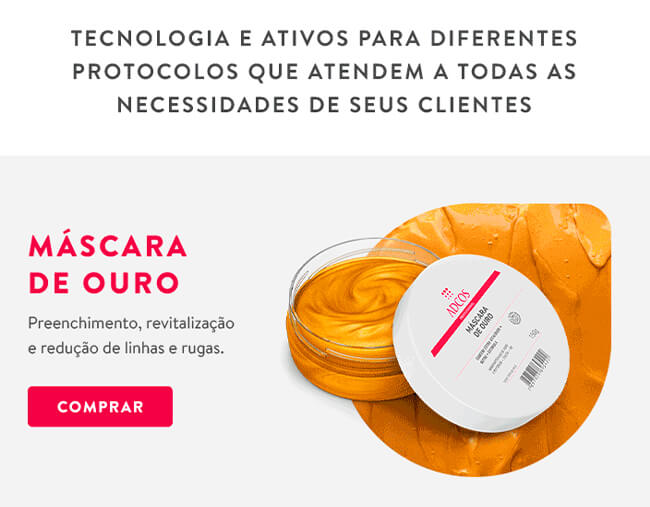 TECNOLOGIA E ATIVOS PARA DIFERENTES
PROTOCOLOS QUE ATENDEM A TODAS AS
NECESSIDADES DE SEUS CLIENTES
MÁSCARA
DE OURO
Preenchimento, revitalização
e redução de linhas e rugas.
COMPRAR
ADCOS
MÁSCARA
DE OURO
150g